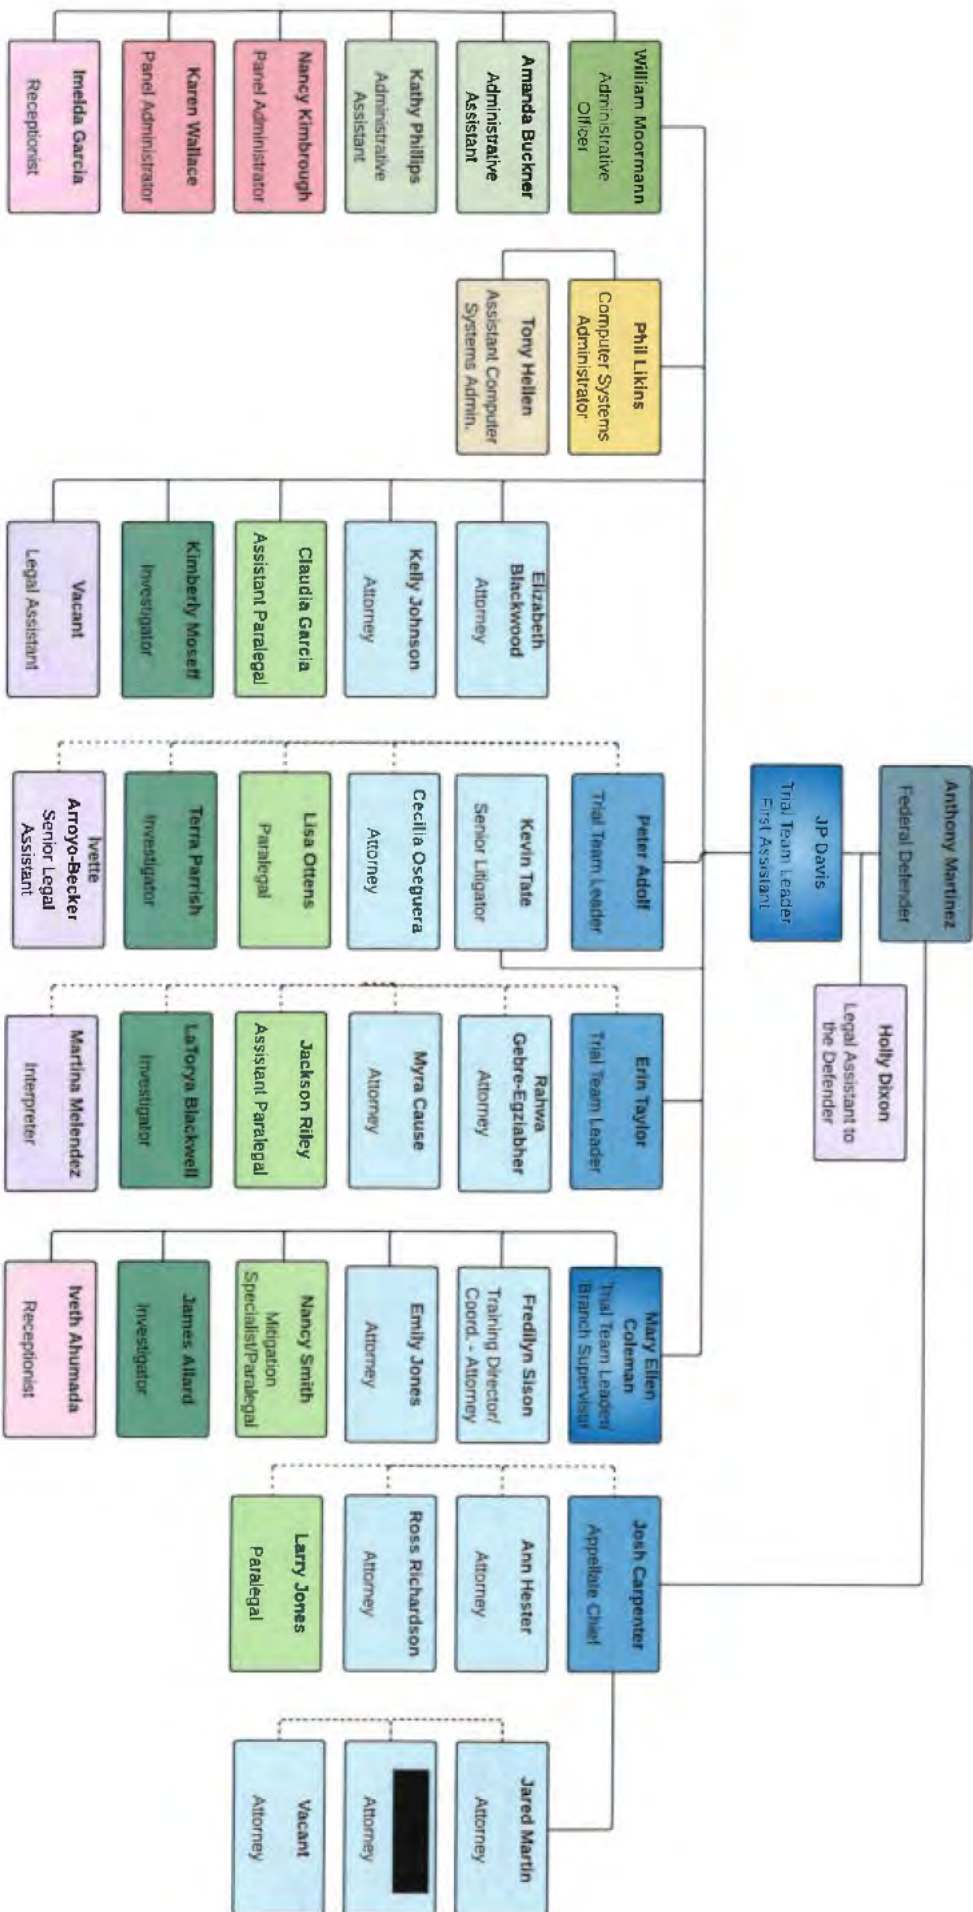 Anthony Martinez
Federal Defender
JP Davis
Trial Team Leader
First Assistant
Holly Dixon
Legal Assistant to
the Defender
William Moormann
Administrative
Officer
Amanda Buckner
Administrative
Assistant
Kathy Phillips
Administrative
Assistant
Nancy Kimbrough
Panel Administrator
Karen Wallace
Panel Administrator
Imelda Garcia
Receptionist
Phil Likins
Computer Systems
Administrator
Tony Hellen
Assistant Computer
Systems Admin.
Elizabeth
Blackwood
Attorney
Kelly Johnson
Attorney
Claudia Garcia
Assistant Paralegal
Kimberly Moseff
Investigator
Vacant
Legal Assistant
Peter Adolf
Trial Team Leader
Kevin Tate
Senior Litigator
Cecilia Oseguera
Attorney
Lisa Ottens
Paralegal
Terra Parrish
Investigator
Ivette
Arroyo-Becker
Senior Legal
Assistant
Erin Taylor
Trial Team Leader
Rahwa
Gebre-Egziabher
Attorney
Myra Cause
Attorney
Jackson Riley
Assistant Paralegal
LaTorya Blackwell
Investigator
Martina Melendez
Interpreter
Mary Ellen
Coleman
Trial Team Leader/
Branch Supervisor
Fredilyn Sison
Training Director/
Coord. - Attorney
Emily Jones
Attorney
Nancy Smith
Mitigation
Specialist/Paralegal
James Allard
Investigator
Iveth Ahumada
Receptionist
Josh Carpenter
Appellate Chief
Ann Hester
Attorney
Ross Richardson
Attorney
Larry Jones
Paralegal
Jared Martin
Attorney
Attorney
Vacant
Attorney